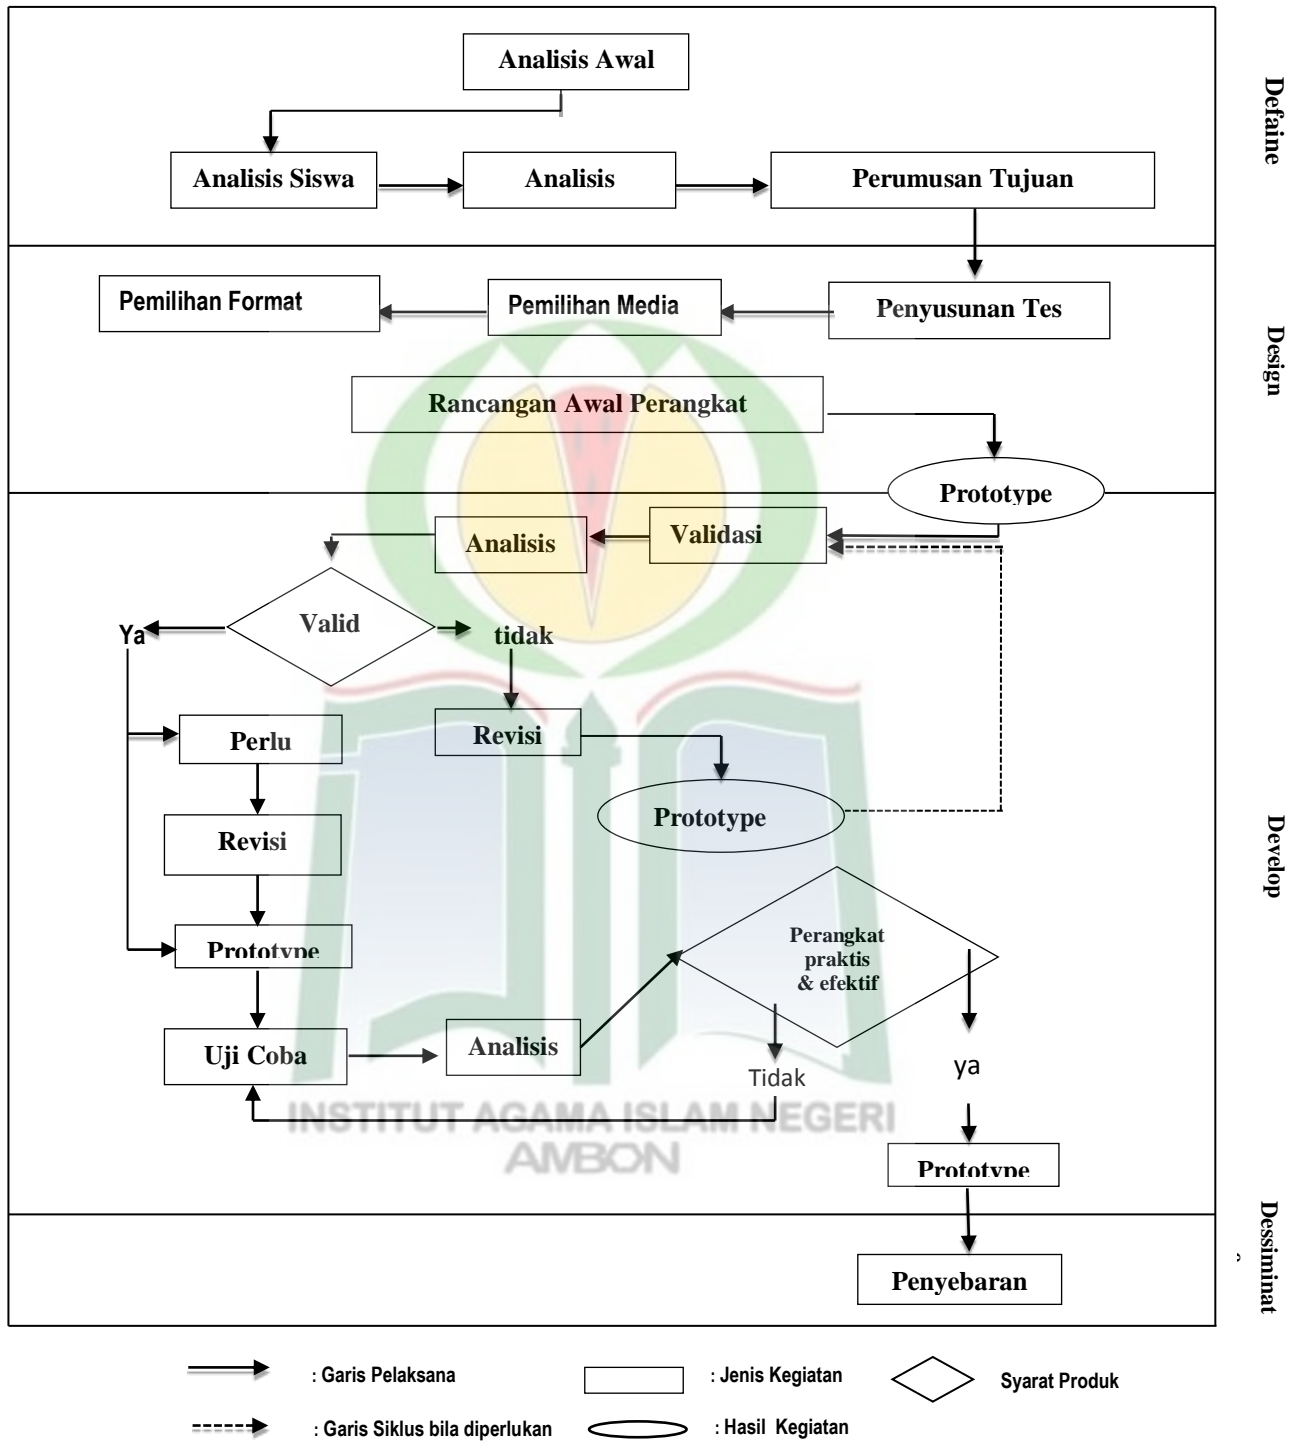 Analisis Awal
Defaine
Analisis Siswa
Analisis
Perumusan Tujuan
Pemilihan Format
Pemilihan Media
Penyusunan Tes
Design
Rancangan Awal Perangkat
Prototype
Validasi
Analisis
Valid
Ya
tidak
Perlu
Revisi
Prototype
Revisi
Develop
Perangkat
praktis
& efektif
Prototype
Uji Coba
Analisis
Tidak
ya
INSTITUT AGAMA ISLAM NEGERI
AMBON
Prototype
Dessiminat
Penyebaran
: Garis Pelaksana
: Jenis Kegiatan
Syarat Produk
: Garis Siklus bila diperlukan
: Hasil Kegiatan